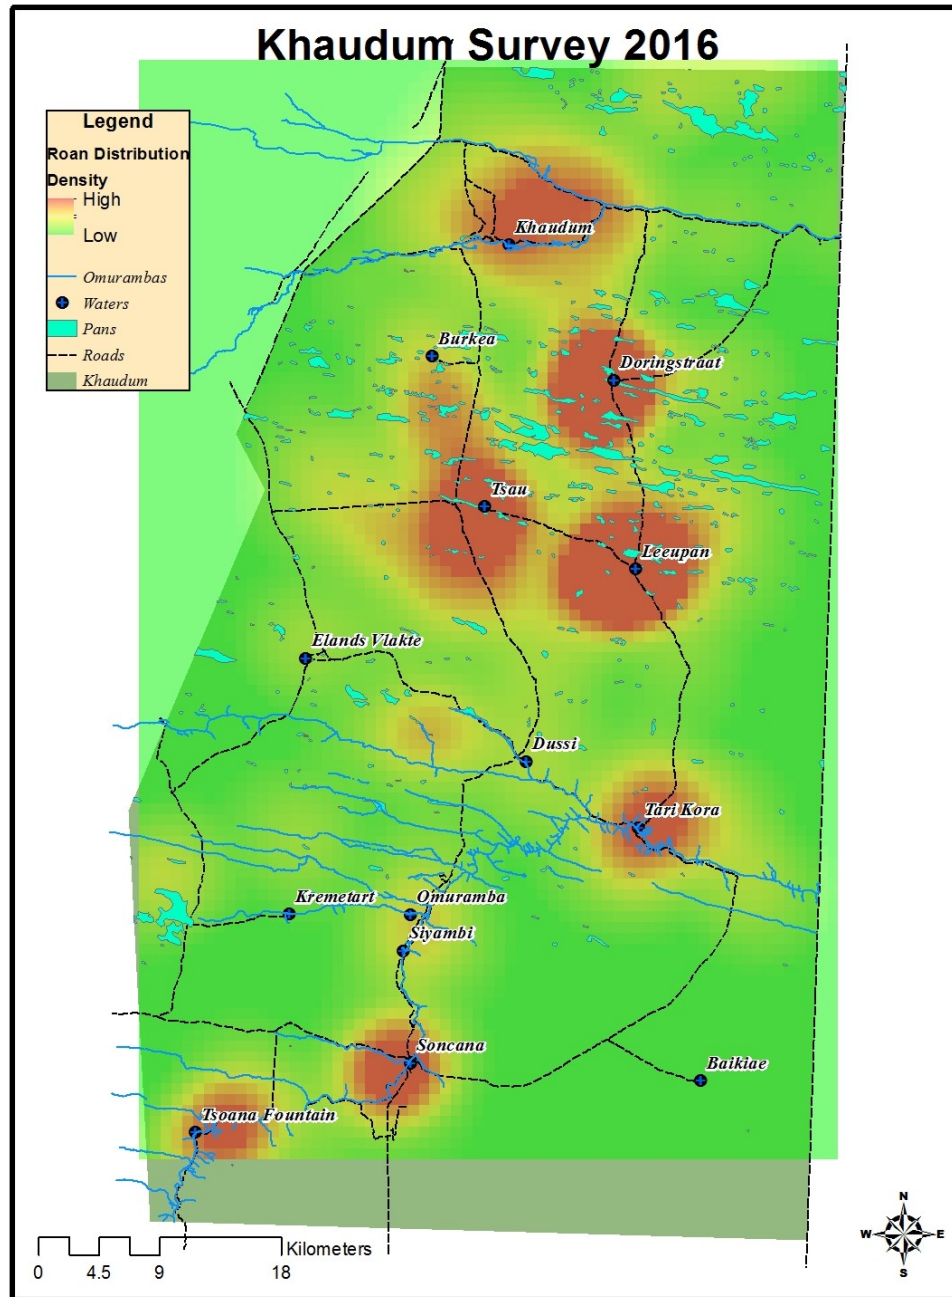 Khaudum Survey 2016
Legend
Roan Distribution
Density
High
Low
Omurambas
Waters
Pans
Roads
Khaudum
Khaudum
Burkea
Doringstraat
Tsau
Leeupan
Elands Vlakte
Dussi
Tari Kora
Kremetart
Omuramba
Siyambi
Soncana
Baikiae
Tsoana Fountain
N
W E
S
Kilometers
0 4.5 9 18